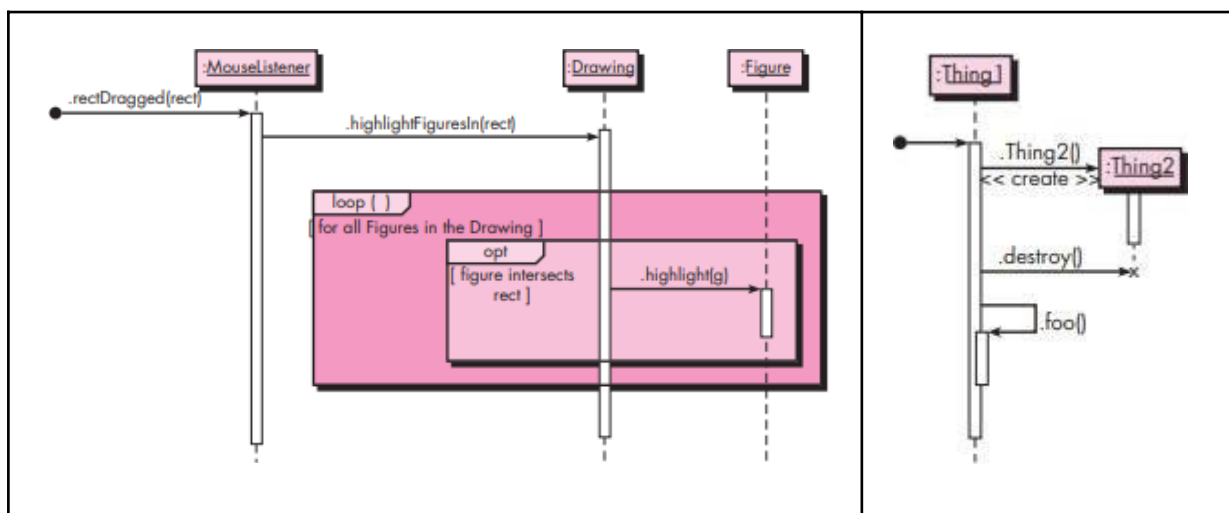 :MouseListener
:Drawing
:Figure
.rectDragged(rect)
.highlightFiguresIn(rect)
loop ( )
[ for all Figures in the Drawing ]
opt
[ figure intersects
rect ]
.highlight(g)
:Thing1
.Thing2()
<< create >>
:Thing2
.destroy()
x
.foo()